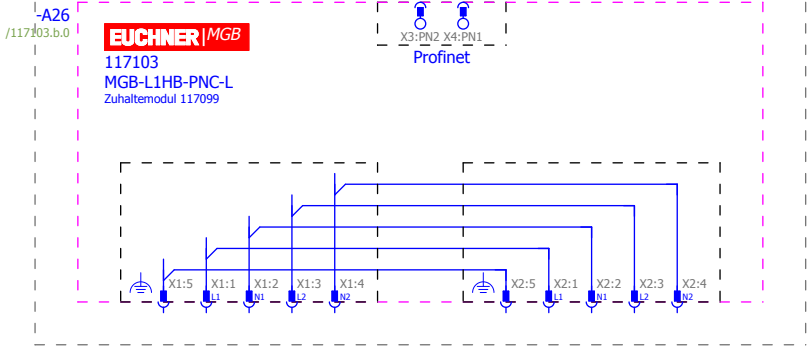 -A26
/117103.b.0
EUCHNER|MGB
117103
MGB-L1HB-PNC-L
Zuhaltemodul 117099
X3:PN2 X4:PN1
Profinet
X1:5 X1:1 X1:2 X1:3 X1:4 X2:5 X2:1 X2:2 X2:3 X2:4
L1 N1 L2 N2 L1 N1 L2 N2